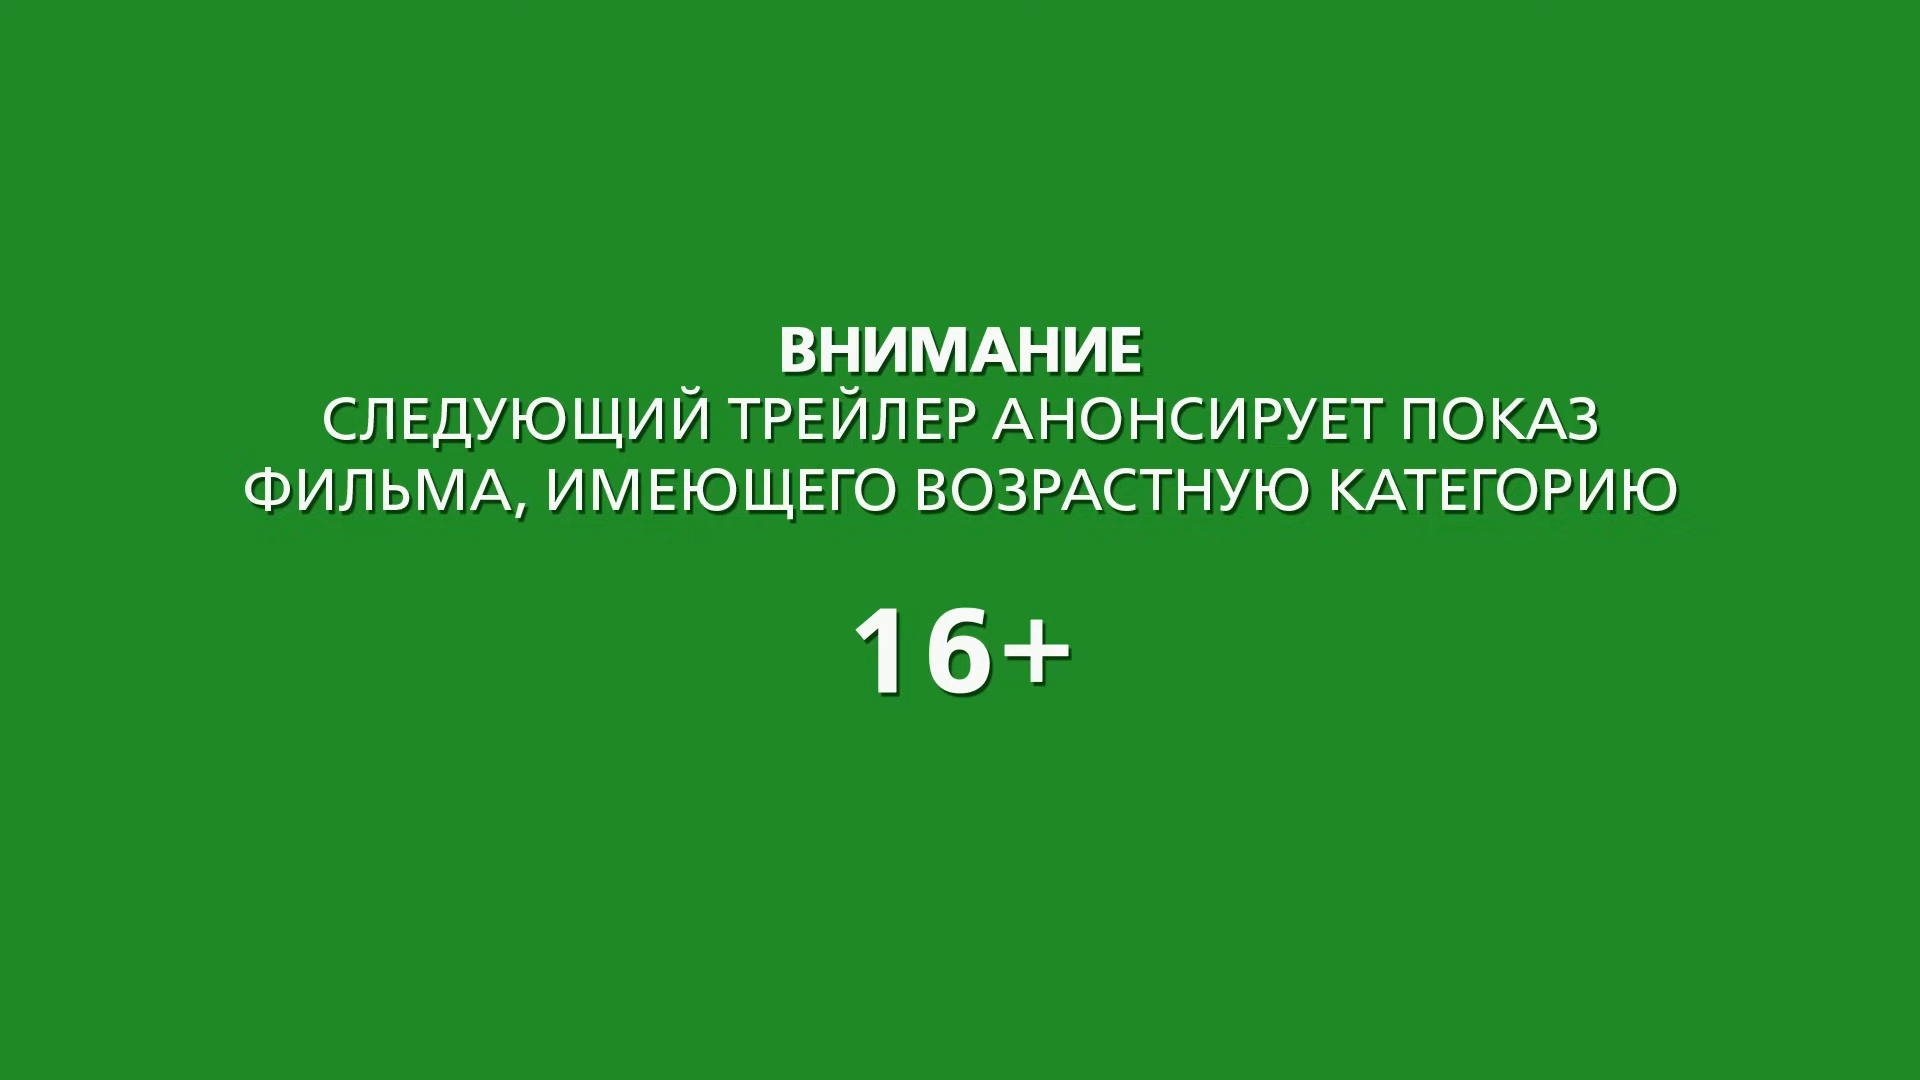 ВНИМАНИЕ
СЛЕДУЮЩИЙ ТРЕЙЛЕР АНОНСИРУЕТ ПОКАЗ
ФИЛЬМА, ИМЕЮЩЕГО ВОЗРАСТНУЮ КАТЕГОРИЮ
16+